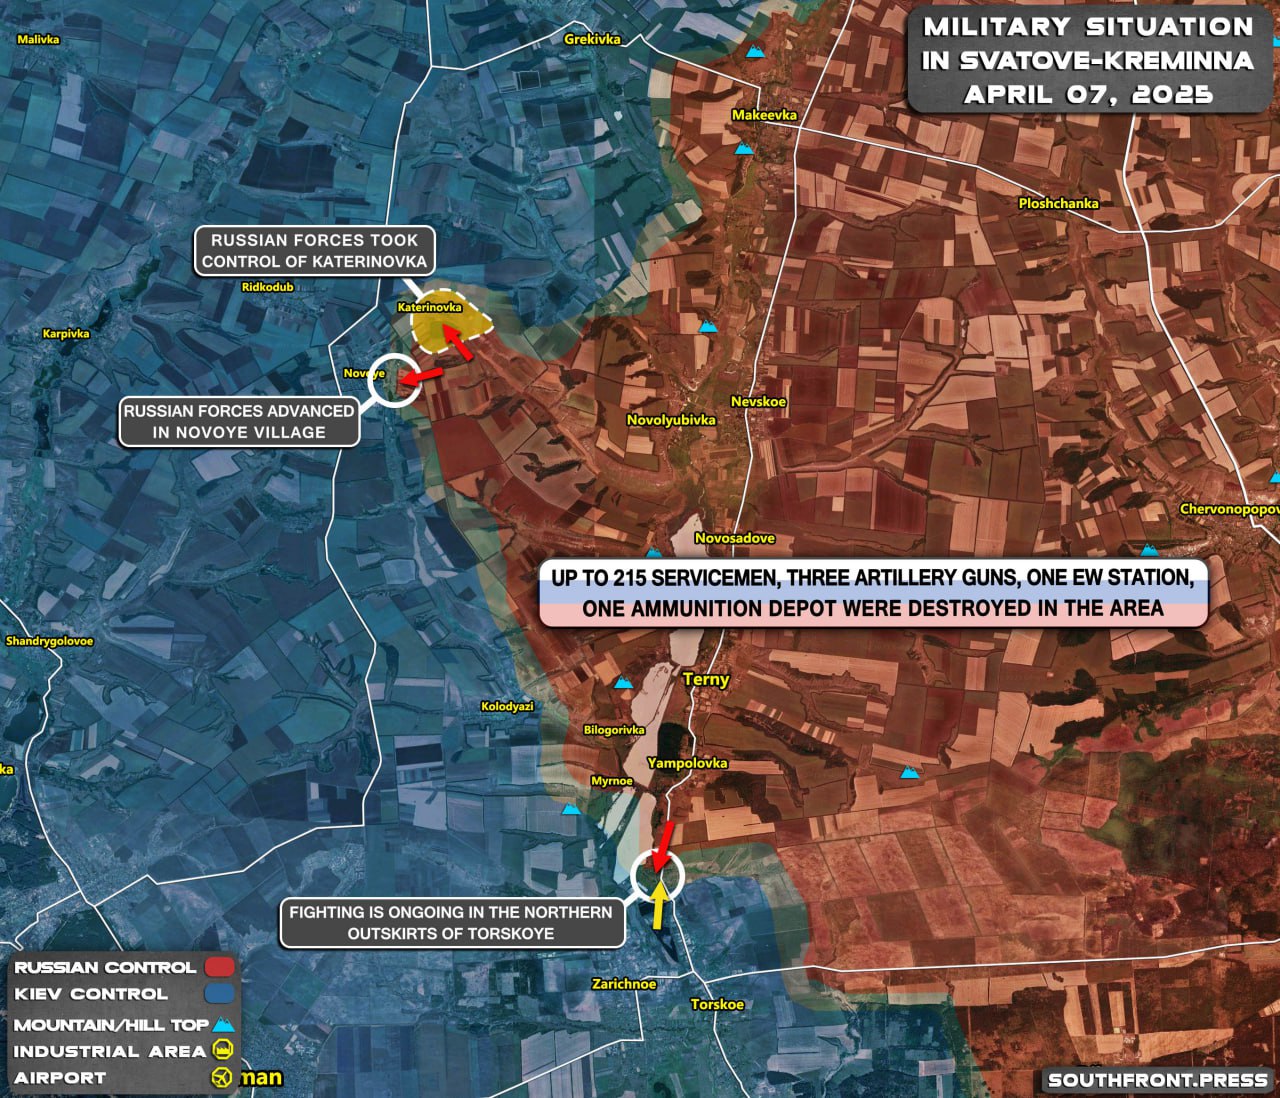 MILITARY SITUATION
IN SVATOVE-KREMINNA
APRIL 07, 2025
Malivka
Grekivka
Makeevka
Ploshchanka
RUSSIAN FORCES TOOK
CONTROL OF KATERINOVKA
Ridkodub
Katerinovka
Karpivka
Novoye
RUSSIAN FORCES ADVANCED
IN NOVOYE VILLAGE
Nevskoe
Novolyubivka
Chervonopopov
Novosadove
UP TO 215 SERVICEMEN, THREE ARTILLERY GUNS, ONE EW STATION,
ONE AMMUNITION DEPOT WERE DESTROYED IN THE AREA
Shandrygolovoe
Terny
Kolodyazi
Bilogorivka
Yampolovka
ka
Myrnoe
FIGHTING IS ONGOING IN THE NORTHERN
OUTSKIRTS OF TORSKOYE
Zarichnoe
Torskoe
RUSSIAN CONTROL
KIEV CONTROL
MOUNTAIN/HILL TOP
INDUSTRIAL AREA
AIRPORT
man
SOUTHFRONT.PRESS